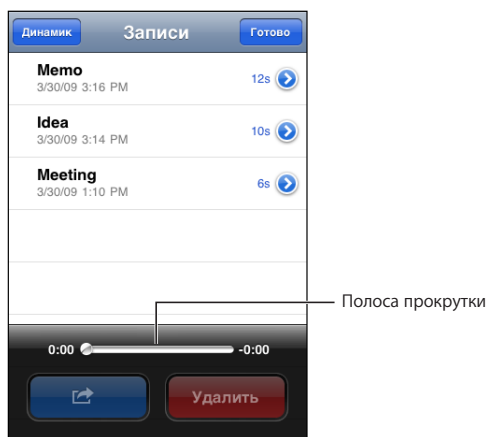 Динамик Записи Готово
Memo
3/30/09 3:16 PM 12s
Idea
3/30/09 3:14 PM 10s
Meeting
3/30/09 1:10 PM 6s
Полоса прокрутки
0:00 -0:00
Удалить